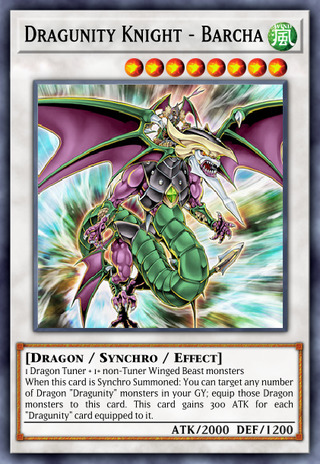 Dragunity Knight - Barcha
WIND
風
[Dragon / Synchro / Effect]
1 Dragon Tuner + 1+ non-Tuner Winged Beast monsters
When this card is Synchro Summoned: You can target any number
of Dragon "Dragunity" monsters in your GY; equip those Dragon
monsters to this card. This card gains 300 ATK for each
"Dragunity" card equipped to it.
ATK/2000 DEF/1200